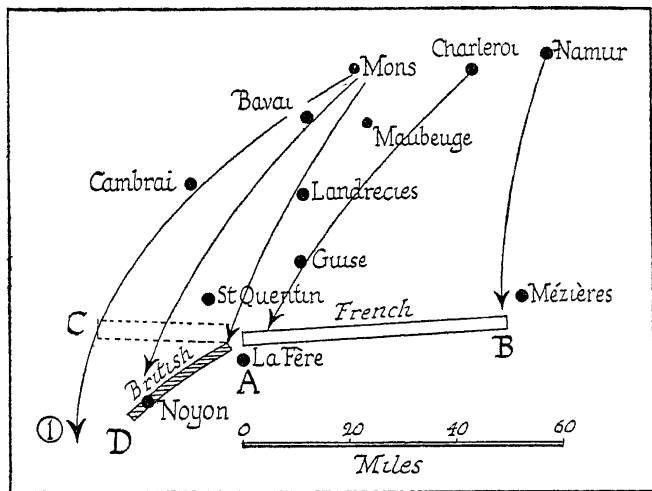 Mons
Charleroi
Namur
Bavai
Maubeuge
Cambrai
Landrecies
Guise
St Quentin
Mézières
French
C
British
La Fère
B
A
Noyon
① D
0 20 40 60
Miles